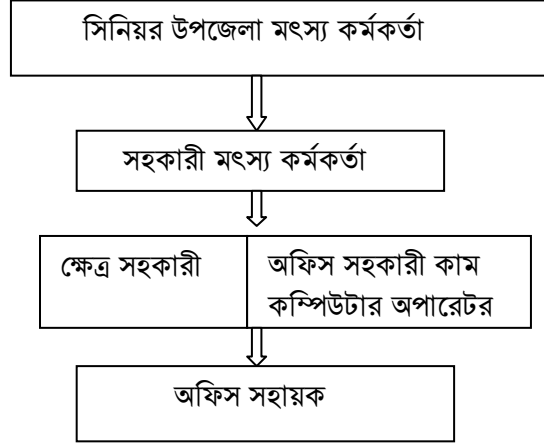 সিনিয়র উপজেলা মৎস্য কর্মকর্তা
সহকারী মৎস্য কর্মকর্তা
ক্ষেত্র সহকারী
অফিস সহকারী কাম
কম্পিউটার অপারেটর
অফিস সহায়ক